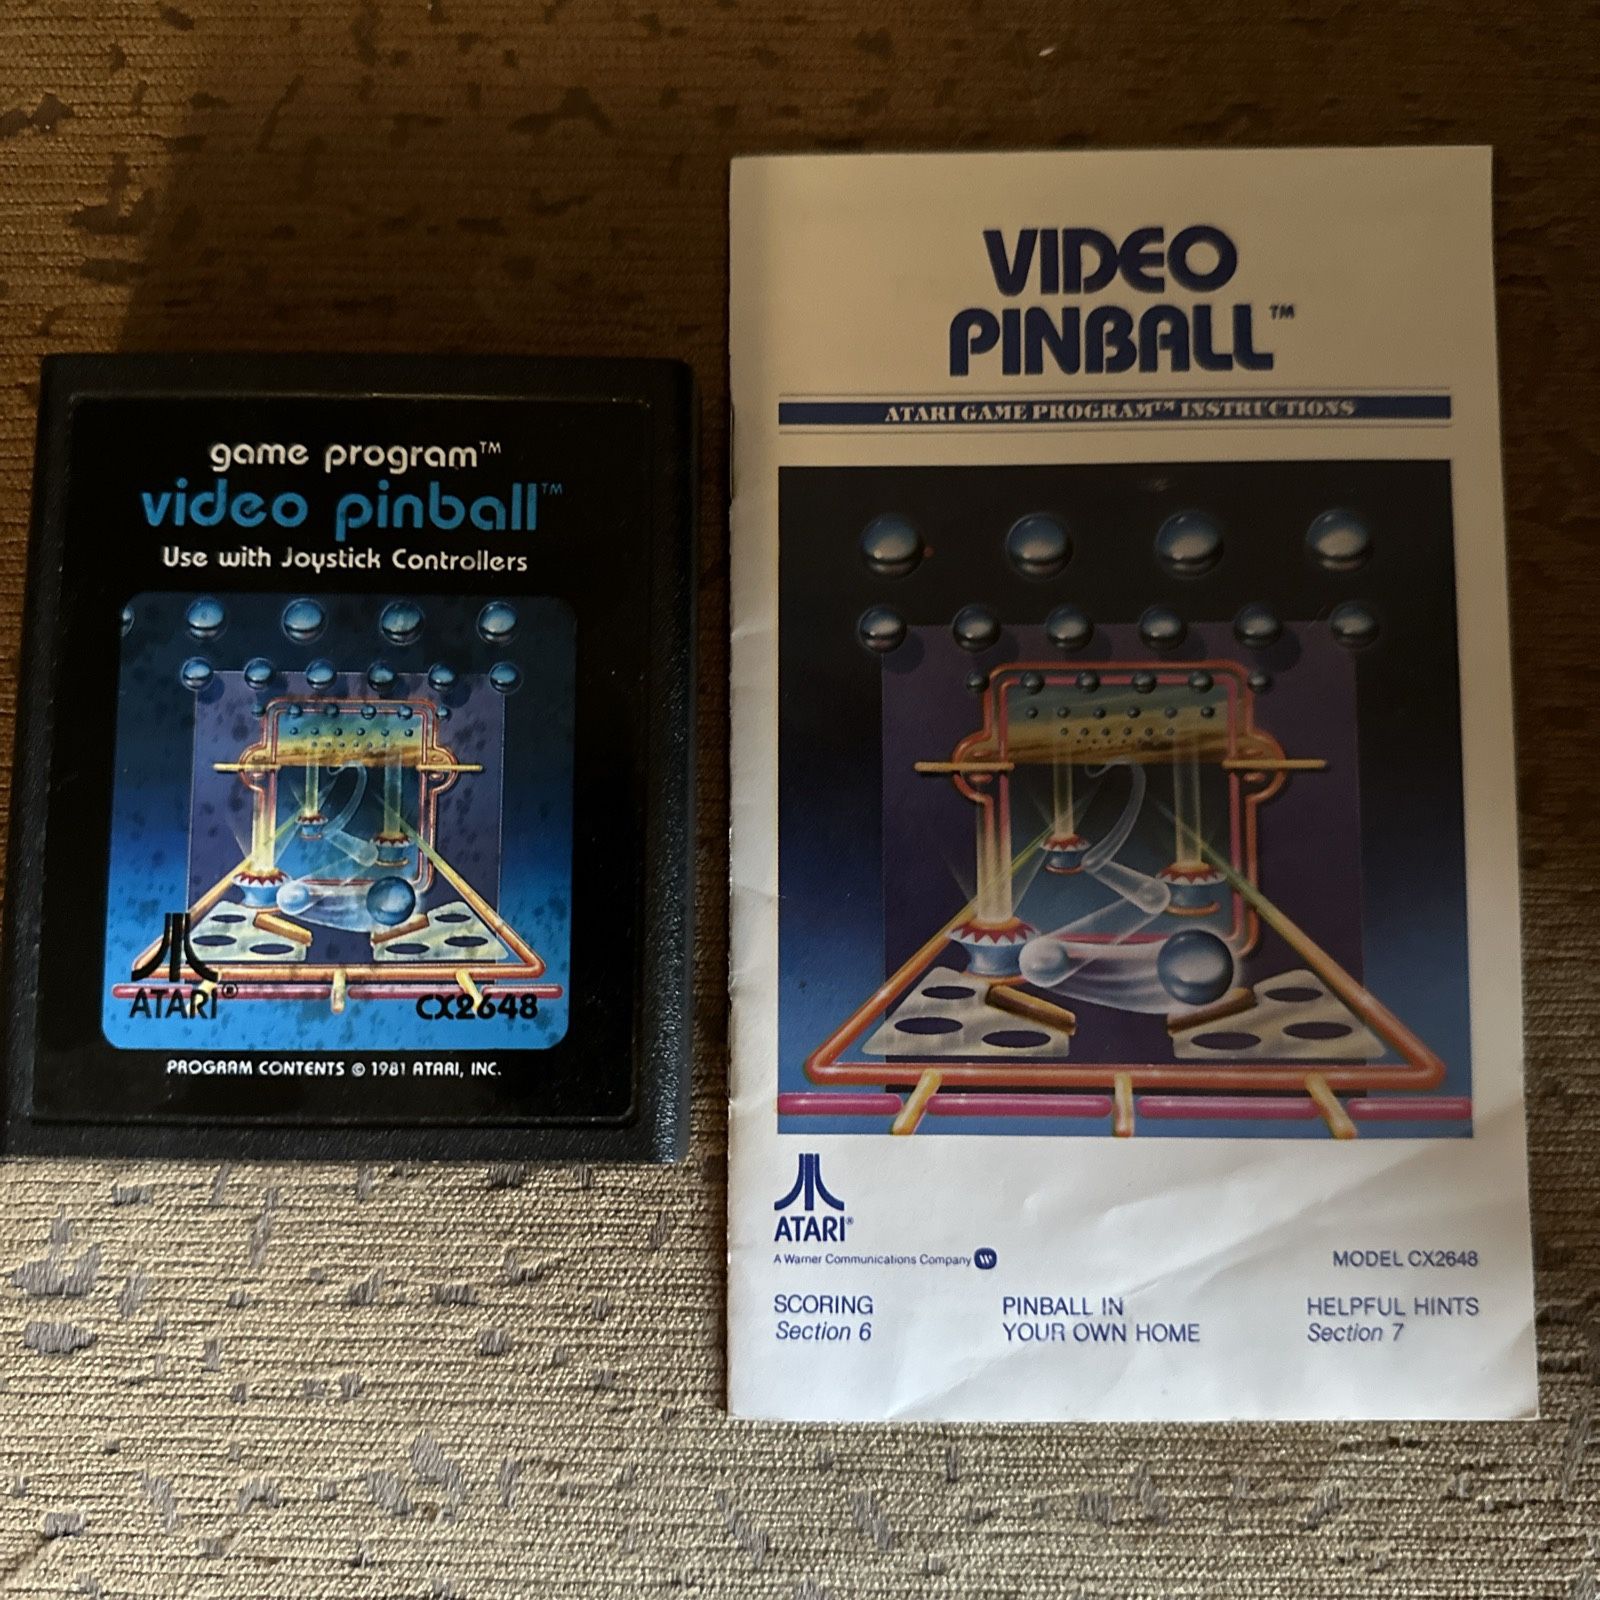 game program™
video pinball™
Use with Joystick Controllers
ATARI®
CX2648
PROGRAM CONTENTS © 1981 ATARI, INC.
VIDEO
PINBALL™
ATARI GAME PROGRAM™ INSTRUCTIONS
ATARI®
A Warner Communications Company
MODEL CX2648
SCORING
Section 6
PINBALL IN
YOUR OWN HOME
HELPFUL HINTS
Section 7